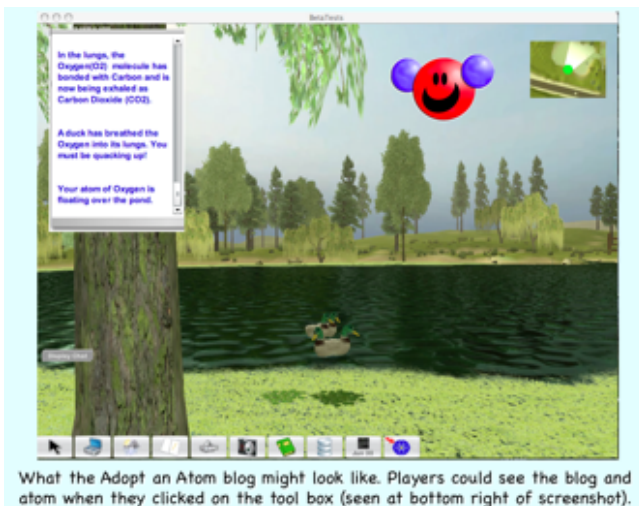 BetaTests
In the lungs, the
Oxygen(O2) molecule has
bonded with Carbon and is
now being exhaled as
Carbon Dioxide (CO2).
A duck has breathed the
Oxygen into its lungs. You
must be quacking up!
Your atom of Oxygen is
floating over the pond.
What the Adopt an Atom blog might look like. Players could see the blog and
atom when they clicked on the tool box (seen at bottom right of screenshot).